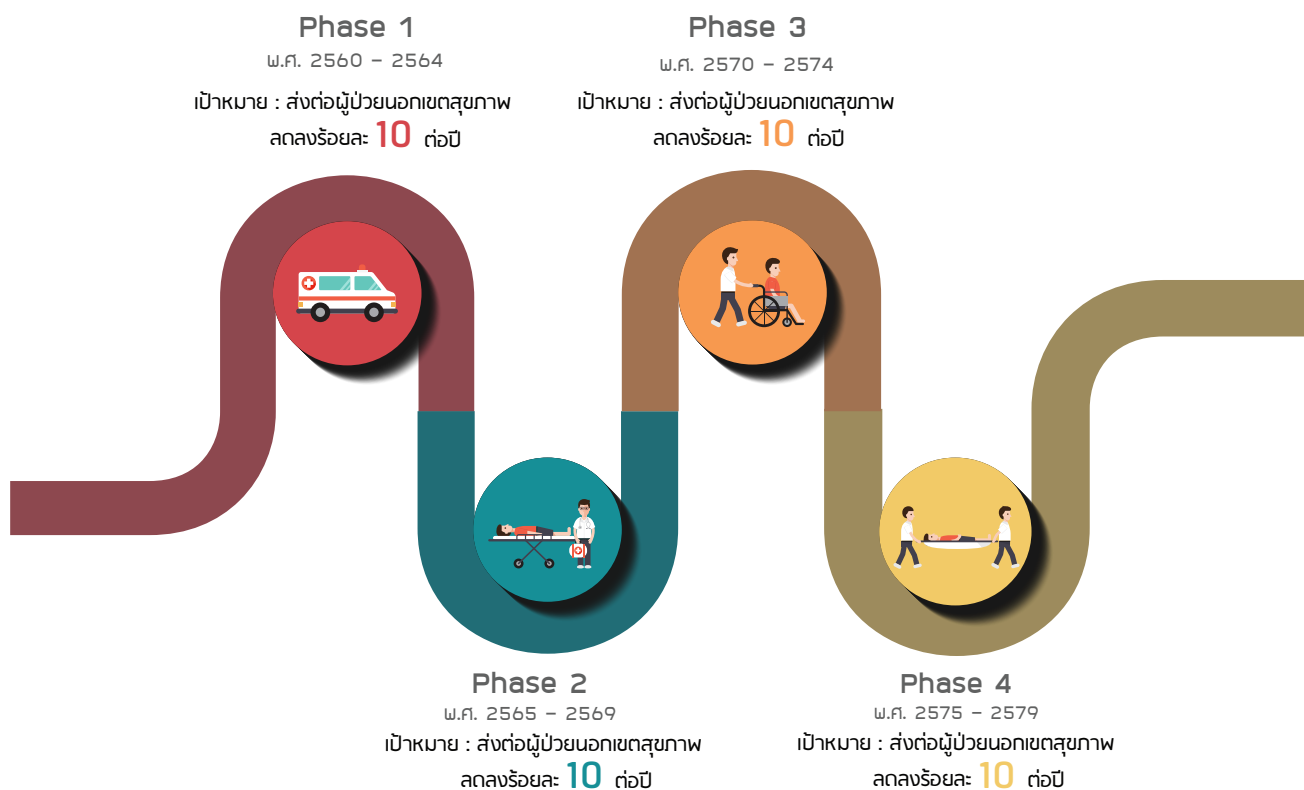 Phase 1
พ.ศ. 2560 - 2564
เป้าหมาย : ส่งต่อผู้ป่วยนอกเขตสุขภาพ
ลดลงร้อยละ 10 ต่อปี
Phase 3
พ.ศ. 2570 - 2574
เป้าหมาย : ส่งต่อผู้ป่วยนอกเขตสุขภาพ
ลดลงร้อยละ 10 ต่อปี
Phase 2
พ.ศ. 2565 - 2569
เป้าหมาย : ส่งต่อผู้ป่วยนอกเขตสุขภาพ
ลดลงร้อยละ 10 ต่อปี
Phase 4
พ.ศ. 2575 - 2579
เป้าหมาย : ส่งต่อผู้ป่วยนอกเขตสุขภาพ
ลดลงร้อยละ 10 ต่อปี